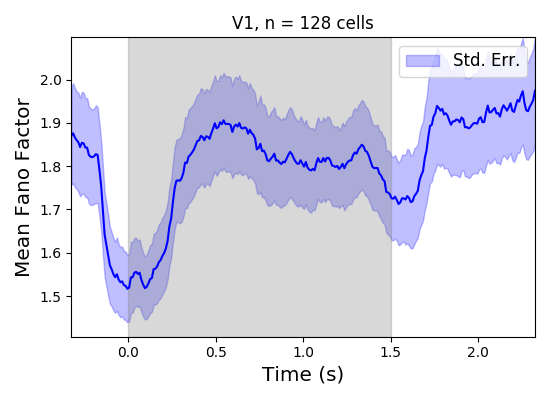 V1, n = 128 cells
Std. Err.
Mean Fano Factor
2.0
1.9
1.8
1.7
1.6
1.5
0.0 0.5 1.0 1.5 2.0
Time (s)